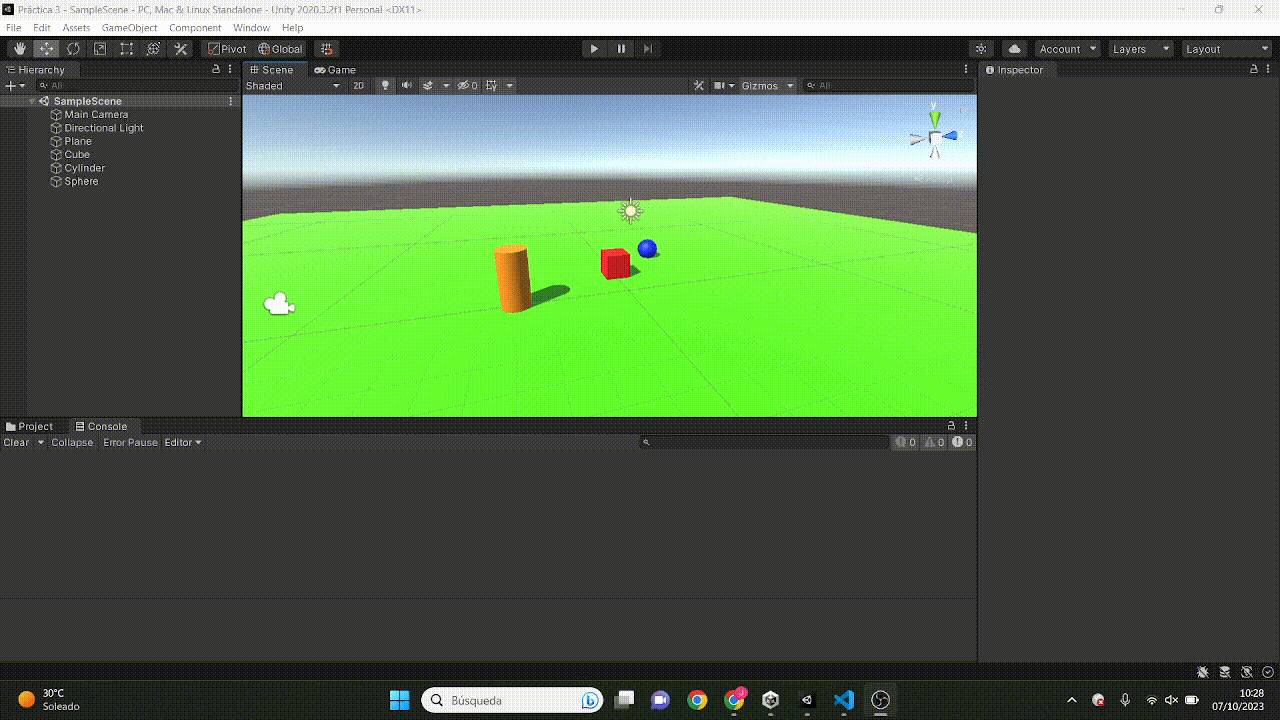 Práctica 3 - SampleScene - PC, Mac & Linux Standalone - Unity 2020.3.2f1 Personal <DX11>
File Edit Assets GameObject Component Window Help
Pivot Global Account Layers Layout
Hierarchy Scene Game Inspector
All Shaded 2D 0 Gizmos All
SampleScene
Main Camera
Directional Light
Plane
Cube
Cylinder
Sphere
y
Project Console
Clear Collapse Error Pause Editor 0 0 0
30°C
Soleado
Búsqueda
10:28
07/10/2023